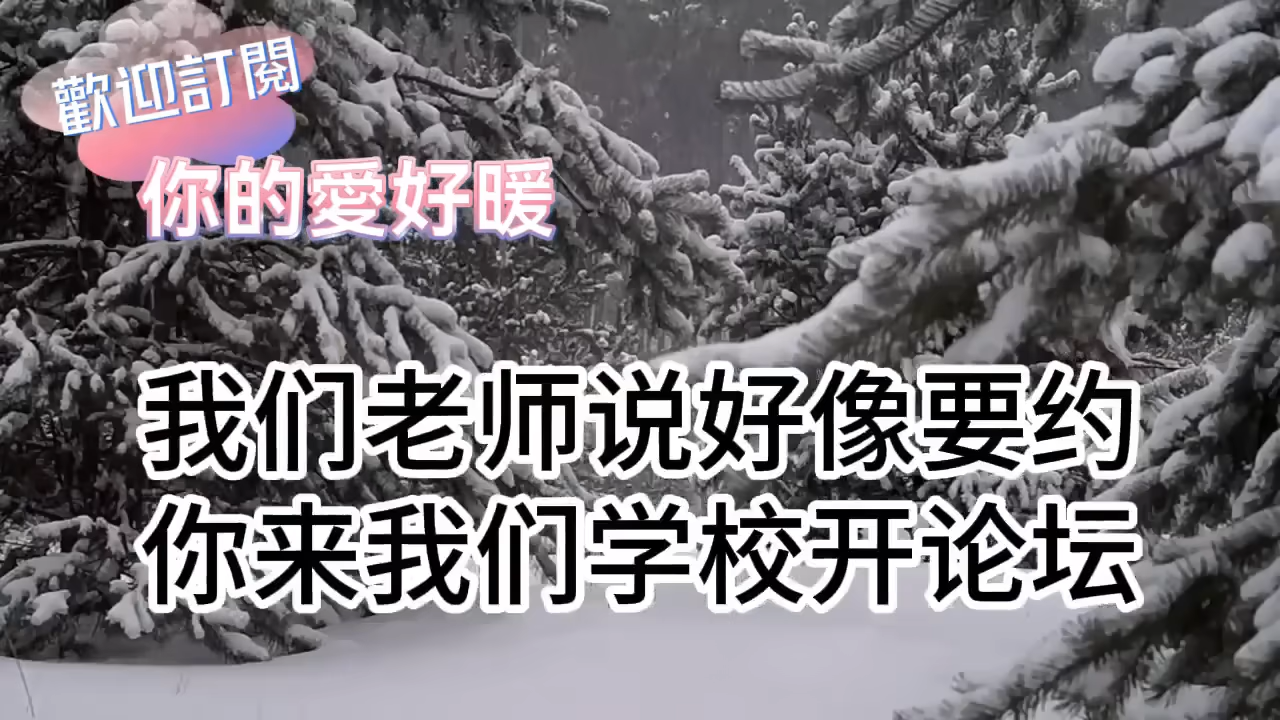 歡迎訂閱
你的愛好暖
我们老师说好像要约
你来我们学校开论坛